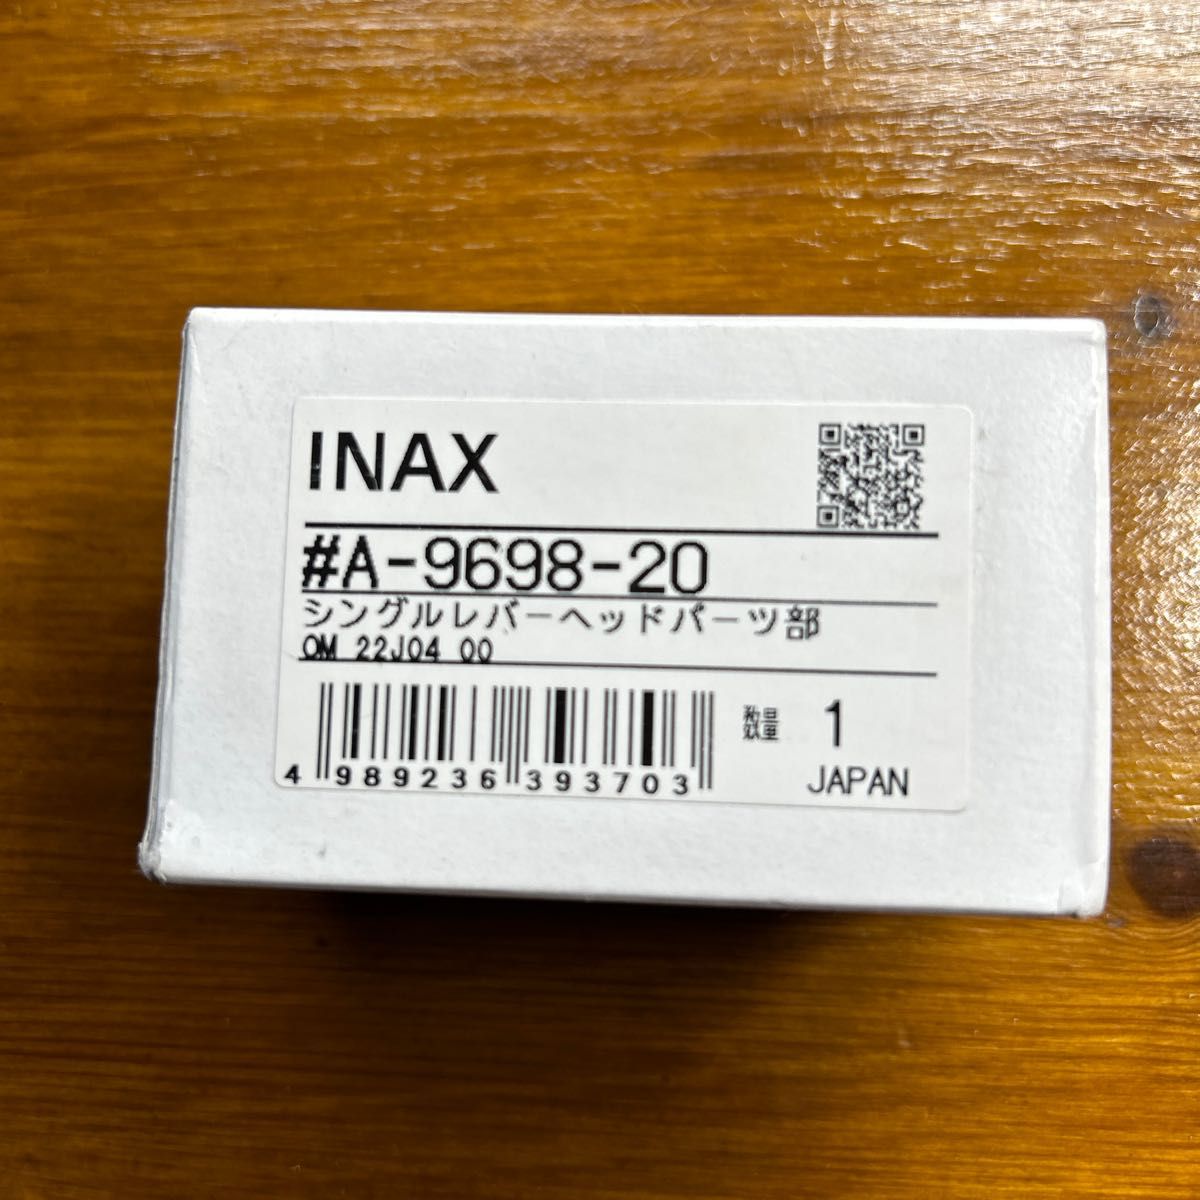 INAX
#A-9698-20
シングルレバーヘッドパーツ部
OM 22J04 00
数量 1
4 989236 393703
JAPAN